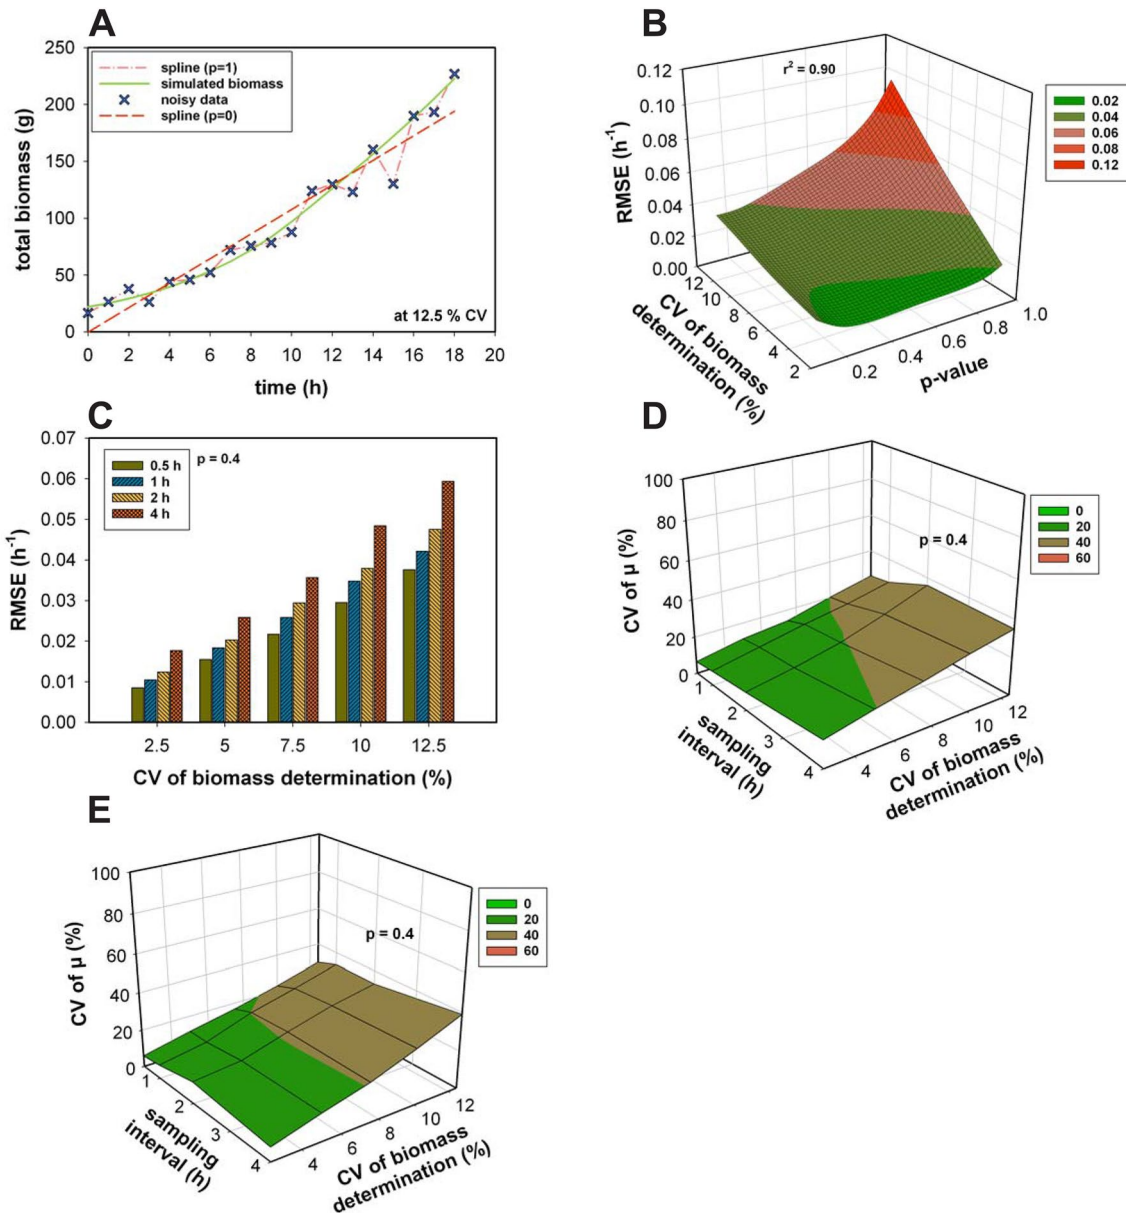 A
250
200
150
100
50
0
total biomass (g)
spline (p=1)
simulated biomass
noisy data
spline (p=0)
at 12.5 % CV
0 2 4 6 8 10 12 14 16 18 20
time (h)
B
0.12
0.10
0.08
0.06
0.04
0.02
0.00
RMSE (h⁻¹)
r² = 0.90
0.02
0.04
0.06
0.08
0.12
12 10 8 6 4 2
CV of biomass
determination (%)
0.2 0.4 0.6 0.8 1.0
p-value
C
0.07
0.06
0.05
0.04
0.03
0.02
0.01
0.00
RMSE (h⁻¹)
0.5 h
1 h
2 h
4 h
p = 0.4
2.5 5 7.5 10 12.5
CV of biomass determination (%)
D
100
80
60
40
20
0
CV of μ (%)
p = 0.4
0
20
40
60
1 2 3 4
sampling
interval (h)
4 6 8 10 12
CV of biomass
determination (%)
E
100
80
60
40
20
0
CV of μ (%)
p = 0.4
0
20
40
60
1 2 3 4
sampling
interval (h)
4 6 8 10 12
CV of biomass
determination (%)